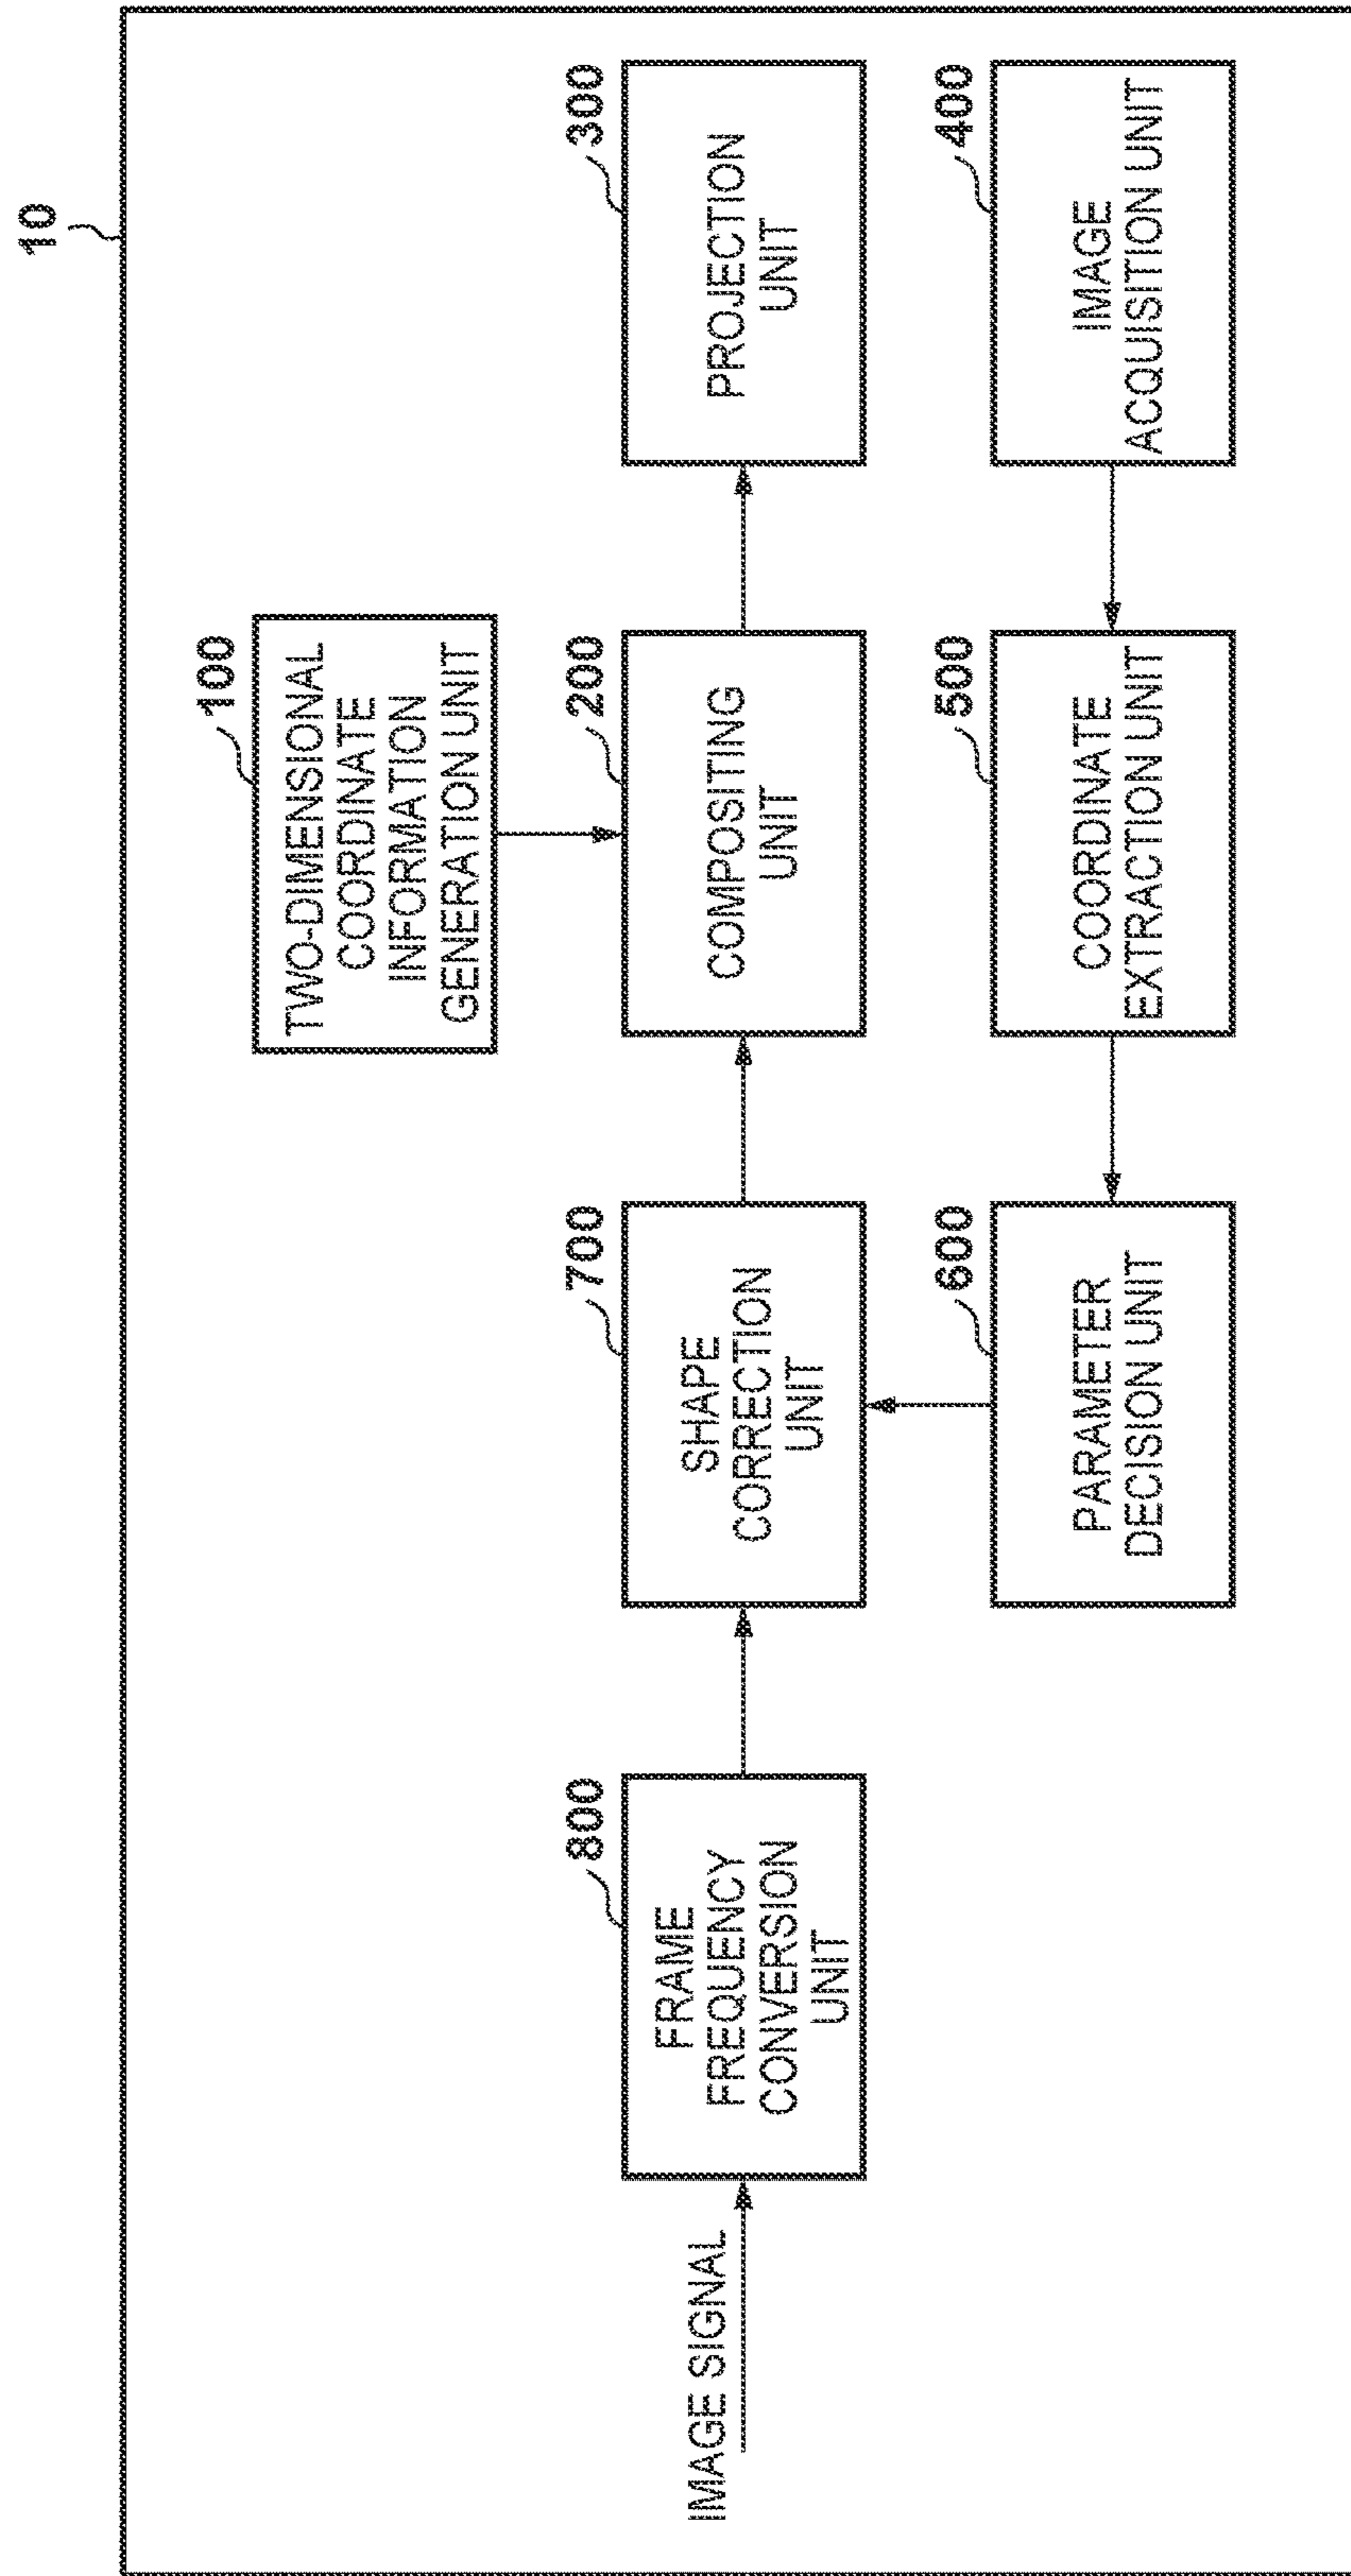 10
100
TWO-DIMENSIONAL
COORDINATE
INFORMATION
GENERATION UNIT
800
FRAME
FREQUENCY
CONVERSION
UNIT
700
SHAPE
CORRECTION
UNIT
200
COMPOSITING
UNIT
300
PROJECTION
UNIT
IMAGE SIGNAL
600
PARAMETER
DECISION UNIT
500
COORDINATE
EXTRACTION UNIT
400
IMAGE
ACQUISITION UNIT